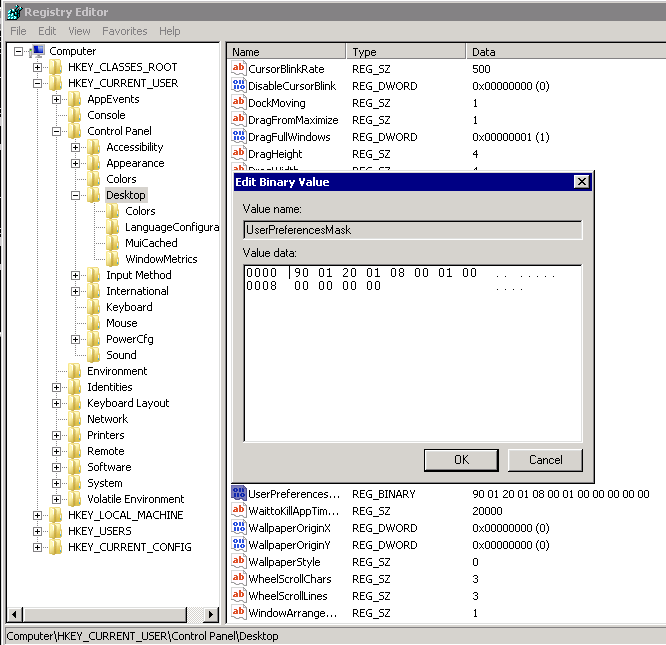 Registry Editor
File Edit View Favorites Help
Computer
HKEY_CLASSES_ROOT
HKEY_CURRENT_USER
AppEvents
Console
Control Panel
Accessibility
Appearance
Colors
Desktop
Colors
LanguageConfigura
MuiCached
WindowMetrics
Input Method
International
Keyboard
Mouse
PowerCfg
Sound
Environment
Identities
Keyboard Layout
Network
Printers
Remote
Software
System
Volatile Environment
HKEY_LOCAL_MACHINE
HKEY_USERS
HKEY_CURRENT_CONFIG
Name Type Data
CursorBlinkRate REG_SZ 500
DisableCursorBlink REG_DWORD 0x00000000 (0)
DockMoving REG_SZ 1
DragFromMaximize REG_SZ 1
DragFullWindows REG_DWORD 0x00000001 (1)
DragHeight REG_SZ 4
Edit Binary Value
Value name:
UserPreferencesMask
Value data:
0000 90 01 20 01 08 00 01 00 .. .....
0008 00 00 00 00 ....
OK Cancel
UserPreferences... REG_BINARY 90 01 20 01 08 00 01 00 00 00 00 00
WaittoKillAppTim... REG_SZ 20000
WallpaperOriginX REG_DWORD 0x00000000 (0)
WallpaperOriginY REG_DWORD 0x00000000 (0)
WallpaperStyle REG_SZ 0
WheelScrollChars REG_SZ 3
WheelScrollLines REG_SZ 3
WindowArrange... REG_SZ 1
Computer\HKEY_CURRENT_USER\Control Panel\Desktop